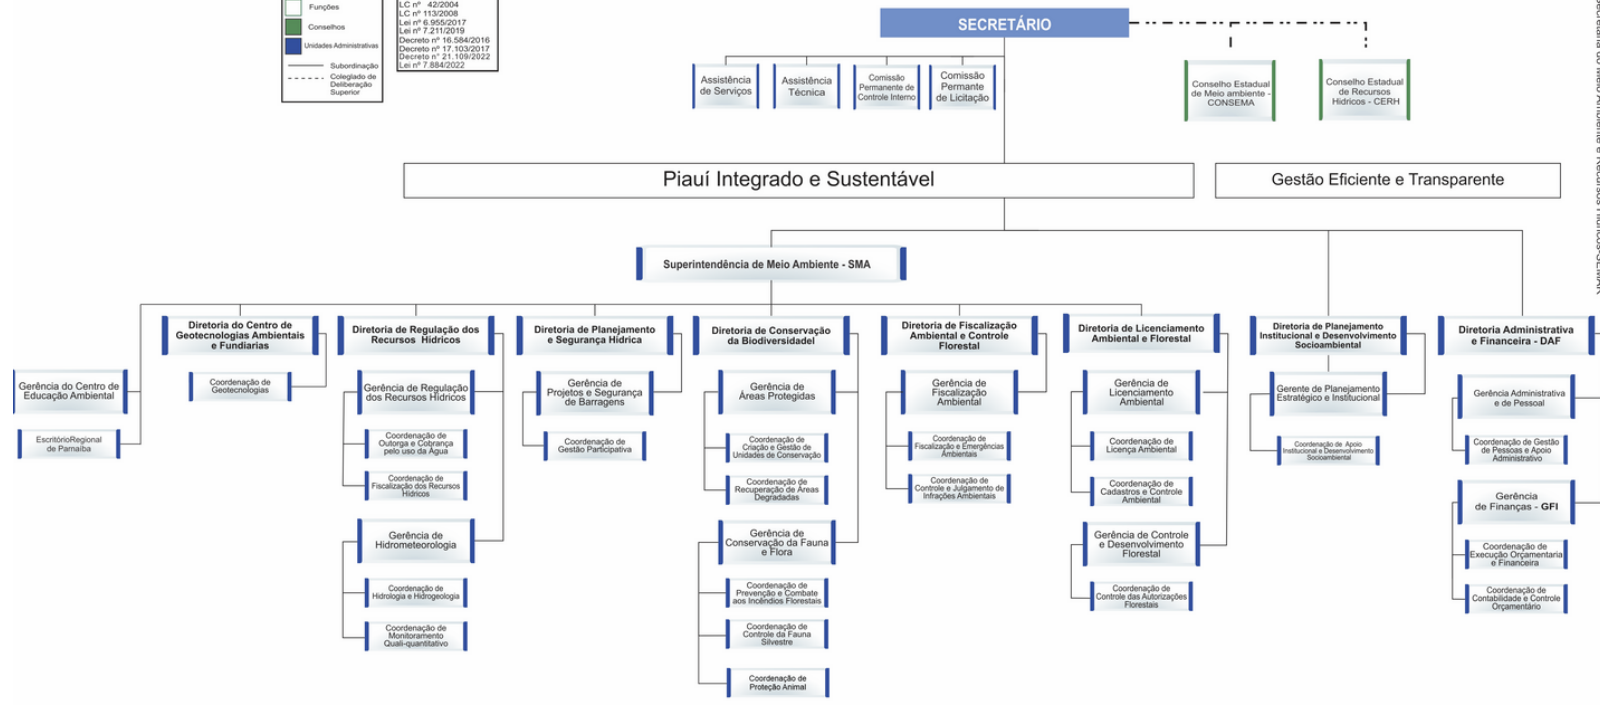 Funções
Conselhos
Unidades Administrativas
Subordinação
Colegiado de
Deliberação
Superior
LC nº 42/2004
LC nº 113/2008
Lei nº 6.955/2017
Lei nº 7.211/2019
Decreto nº 16.584/2016
Decreto nº 17.103/2017
Decreto nº 21.109/2022
Lei nº 7.884/2022
SECRETÁRIO
Assistência
de Serviços
Assistência
Técnica
Comissão
Permanente de
Controle Interno
Comissão
Permante
de Licitação
Conselho Estadual
de Meio ambiente -
CONSEMA
Conselho Estadual
de Recursos
Hídricos - CERH
Piauí Integrado e Sustentável
Gestão Eficiente e Transparente
Superintendência de Meio Ambiente - SMA
Gerência do Centro de
Educação Ambiental
EscritórioRegional
de Parnaíba
Diretoria do Centro de
Geotecnologias Ambientais
e Fundiarias
Coordenação de
Geotecnologias
Diretoria de Regulação dos
Recursos Hídricos
Gerência de Regulação
dos Recursos Hídricos
Coordenação de
Outorga e Cobrança
pelo uso da Água
Coordenação de
Fiscalização dos Recursos
Hídricos
Gerência de
Hidrometeorologia
Coordenação de
Hidrologia e Hidrogeologia
Coordenação de
Monitoramento
Quali-quantitativo
Diretoria de Planejamento
e Segurança Hídrica
Gerência de
Projetos e Segurança
de Barragens
Coordenação de
Gestão Participativa
Diretoria de Conservação
da Biodiversidadel
Gerência de
Áreas Protegidas
Coordenação de
Criação e Gestão de
Unidades de Conservação
Coordenação de
Recuperação de Áreas
Degradadas
Gerência de
Conservação da Fauna
e Flora
Coordenação de
Prevenção e Combate
aos Incêndios Florestais
Coordenação de
Controle da Fauna
Silvestre
Coordenação de
Proteção Animal
Diretoria de Fiscalização
Ambiental e Controle
Florestal
Gerência de
Fiscalização
Ambiental
Coordenação de
Fiscalização e Emergências
Ambientais
Coordenação de
Controle e Julgamento de
Infrações Ambientais
Diretoria de Licenciamento
Ambiental e Florestal
Gerência de
Licenciamento
Ambiental
Coordenação de
Licença Ambiental
Coordenação de
Cadastros e Controle
Ambiental
Gerência de Controle
e Desenvolvimento
Florestal
Coordenação de
Controle das Autorizações
Florestais
Diretoria de Planejamento
Institucional e Desenvolvimento
Socioambiental
Gerente de Planejamento
Estratégico e Institucional
Coordenação de Apoio
Institucional e Desenvolvimento
Socioambiental
Diretoria Administrativa
e Financeira - DAF
Gerência Administrativa
e de Pessoal
Coordenação de Gestão
de Pessoas e Apoio
Administrativo
Gerência
de Finanças - GFI
Coordenação de
Execução Orçamentaria
e Financeira
Coordenação de
Contabilidade e Controle
Orçamentário